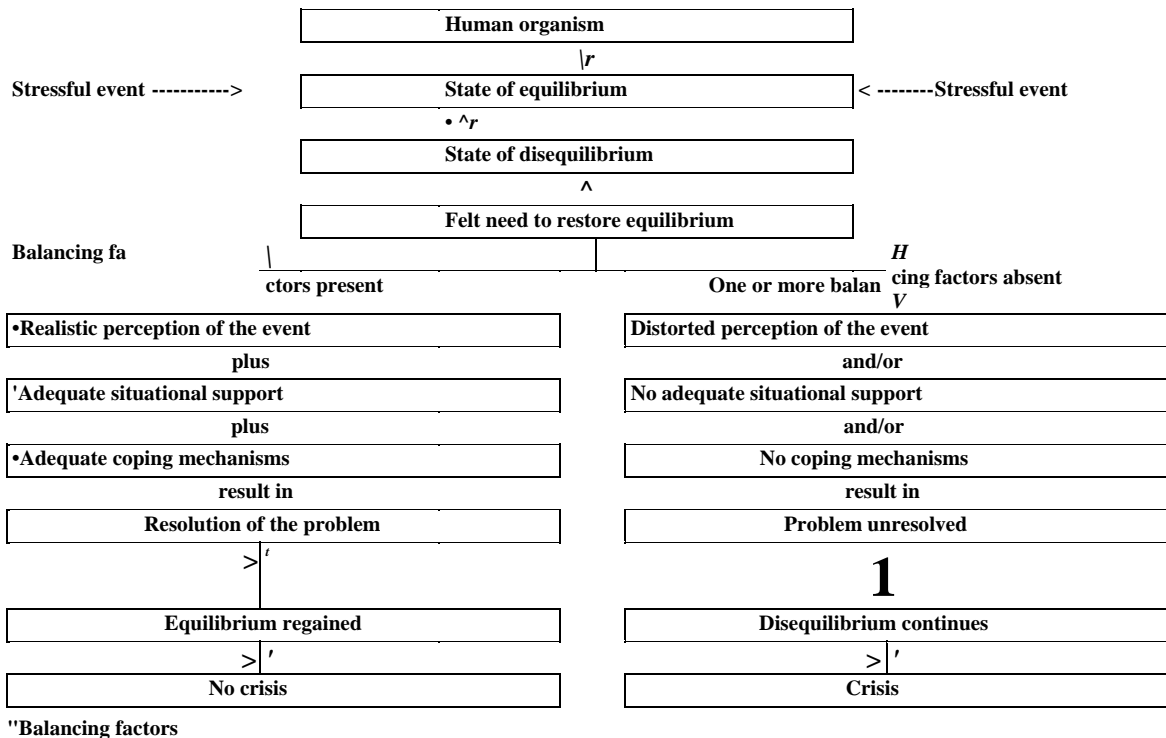 Human organism
\r
Stressful event -----------> State of equilibrium < --------Stressful event
• ^r
State of disequilibrium
^
Felt need to restore equilibrium
Balancing fa \ H
ctors present One or more balan cing factors absent
V
•Realistic perception of the event Distorted perception of the event
plus and/or
'Adequate situational support No adequate situational support
plus and/or
•Adequate coping mechanisms No coping mechanisms
result in result in
Resolution of the problem Problem unresolved
> t 1
Equilibrium regained Disequilibrium continues
> ' > '
No crisis Crisis
"Balancing factors